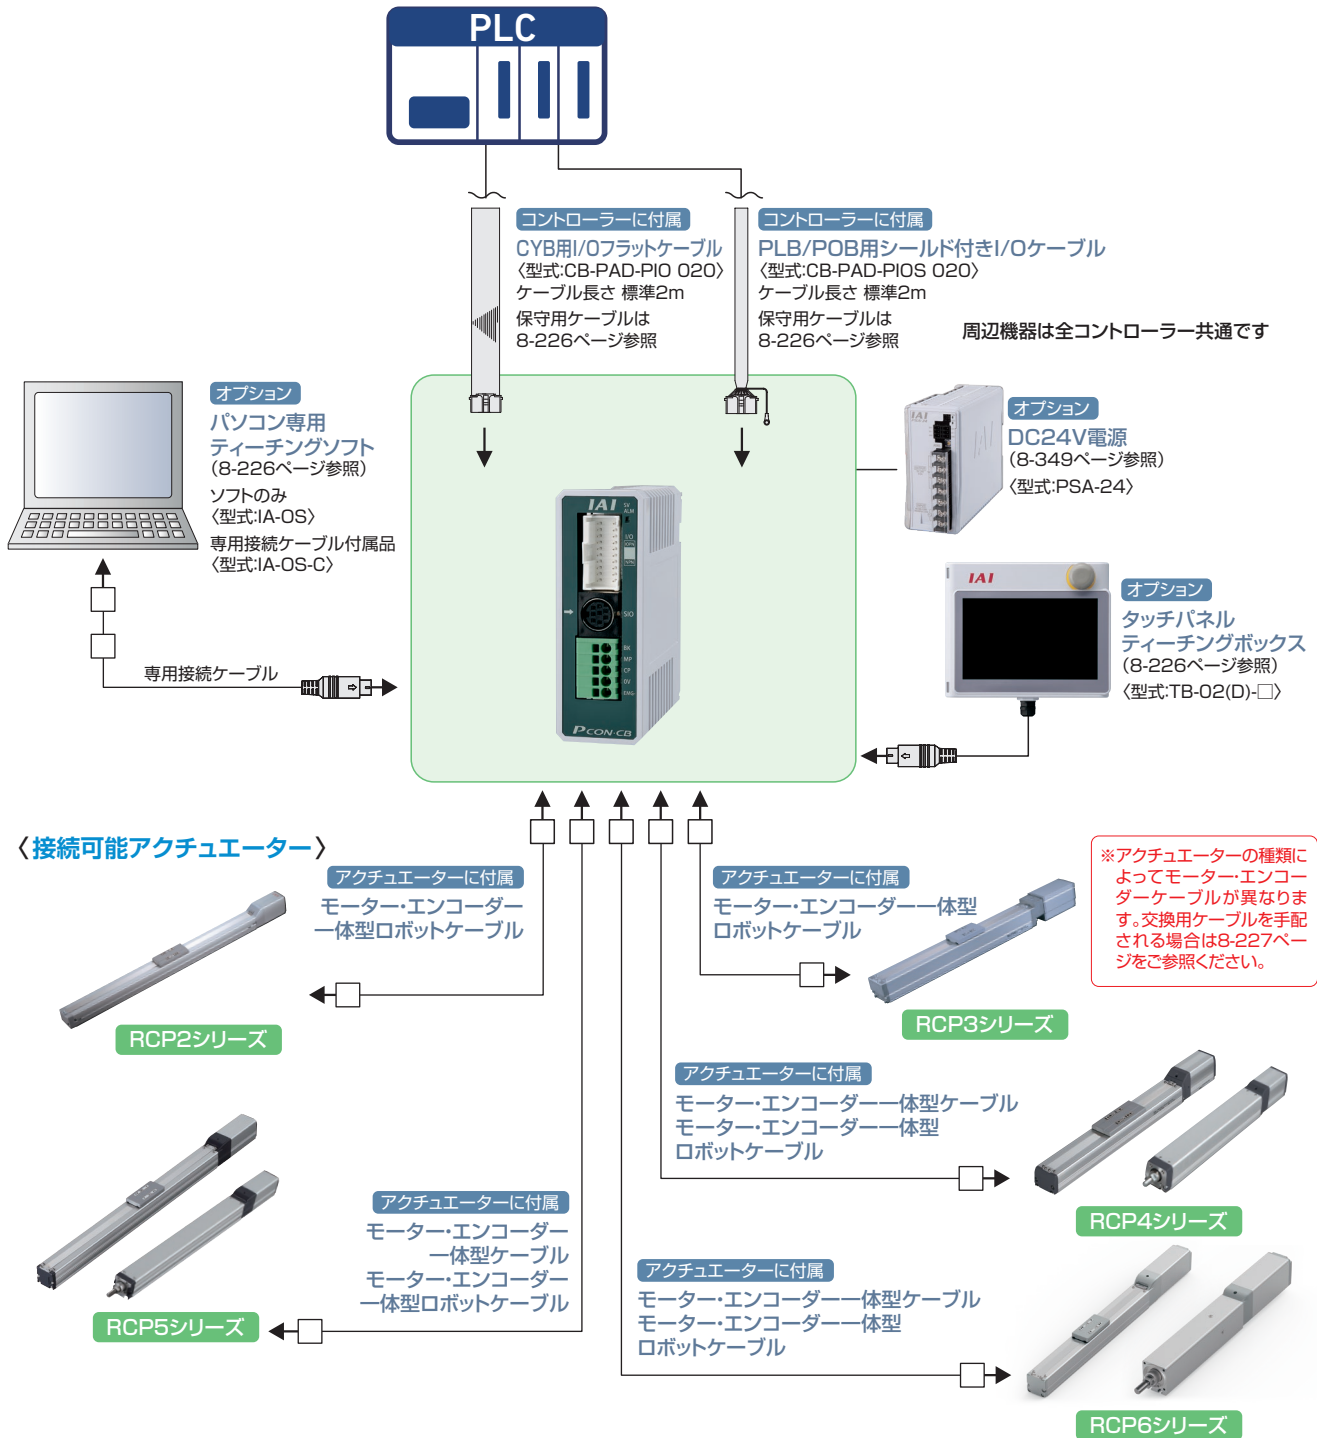 PLC
コントローラーに付属
CYB用I/Oフラットケーブル
〈型式:CB-PAD-PIO 020〉
ケーブル長さ 標準2m
保守用ケーブルは
8-226ページ参照
コントローラーに付属
PLB/POB用シールド付きI/Oケーブル
〈型式:CB-PAD-PIOS 020〉
ケーブル長さ 標準2m
保守用ケーブルは
8-226ページ参照
周辺機器は全コントローラー共通です
オプション
パソコン専用
ティーチングソフト
(8-226ページ参照)
ソフトのみ
〈型式:IA-OS〉
専用接続ケーブル付属品
〈型式:IA-OS-C〉
専用接続ケーブル
IAI
SV
ALM
I/O
NPN
SIO
BK
MP
CP
0V
EMG
PCON-CB
IAI
オプション
DC24V電源
(8-349ページ参照)
〈型式:PSA-24〉
IAI
オプション
タッチパネル
ティーチングボックス
(8-226ページ参照)
〈型式:TB-02(D)-□〉
〈接続可能アクチュエーター〉
アクチュエーターに付属
モーター・エンコーダー
一体型ロボットケーブル
RCP2シリーズ
アクチュエーターに付属
モーター・エンコーダー一体型
ロボットケーブル
RCP3シリーズ
※アクチュエーターの種類に
よってモーター・エンコー
ダーケーブルが異なりま
す。交換用ケーブルを手配
される場合は8-227ペー
ジをご参照ください。
アクチュエーターに付属
モーター・エンコーダー一体型ケーブル
モーター・エンコーダー一体型
ロボットケーブル
RCP4シリーズ
アクチュエーターに付属
モーター・エンコーダー
一体型ケーブル
モーター・エンコーダー
一体型ロボットケーブル
RCP5シリーズ
アクチュエーターに付属
モーター・エンコーダー一体型ケーブル
モーター・エンコーダー一体型
ロボットケーブル
RCP6シリーズ